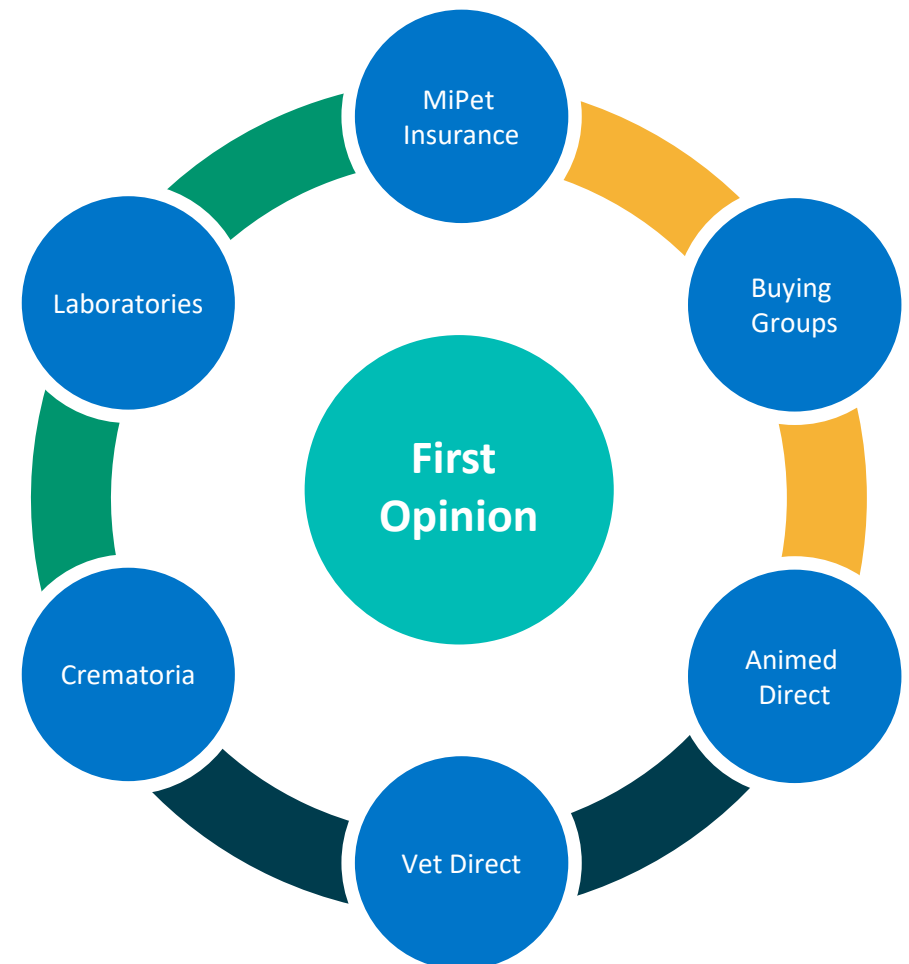 MiPet
Insurance
Laboratories
Buying
Groups
First
Opinion
Crematoria
Animed
Direct
Vet Direct